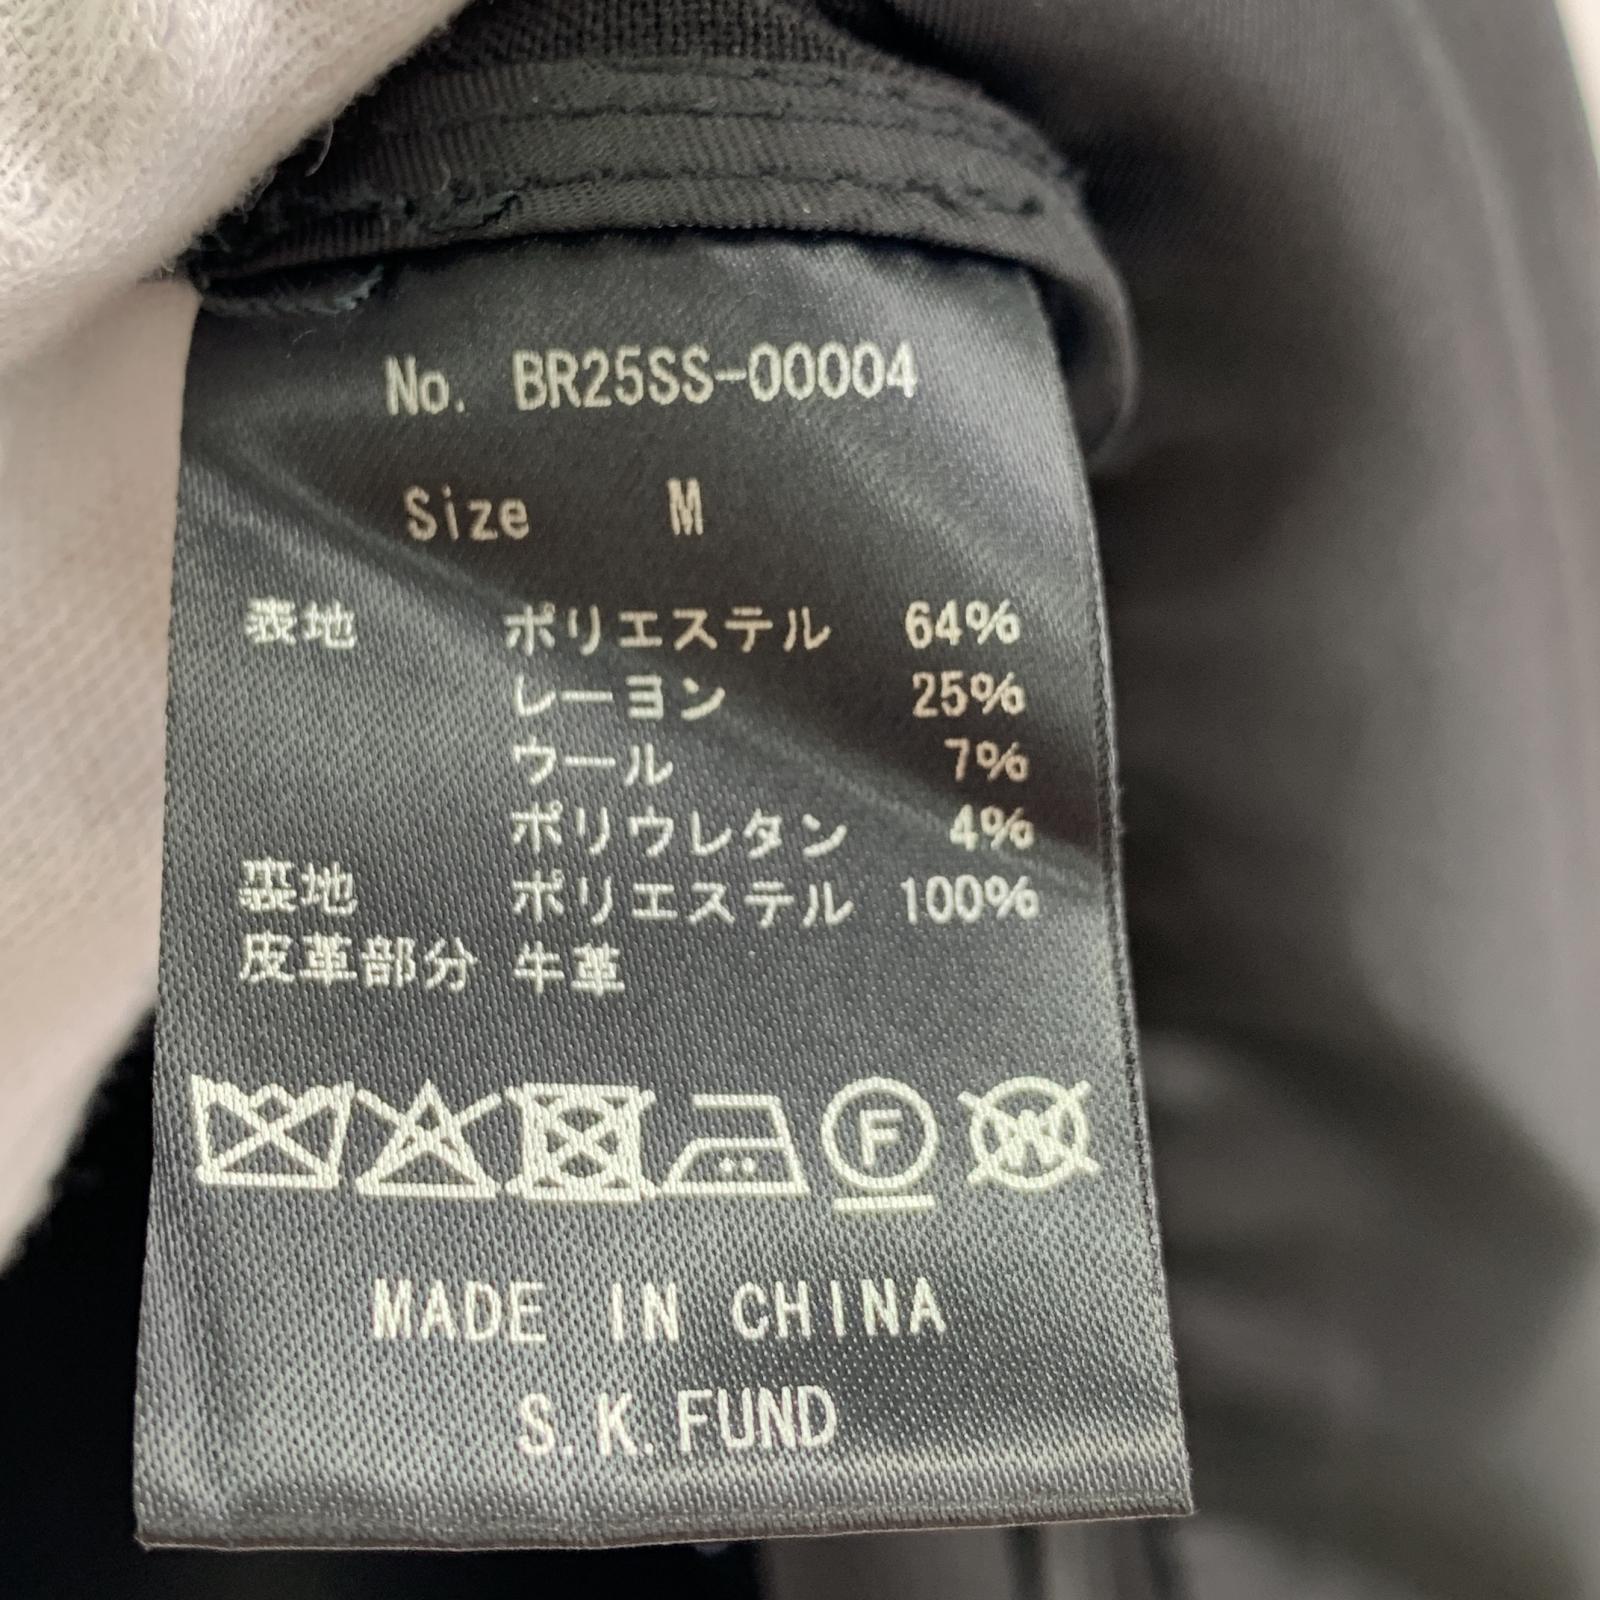 No. BR25SS-00004
Size M
表地 ポリエステル 64%
レーヨン 25%
ウール 7%
ポリウレタン 4%
裏地 ポリエステル 100%
皮革部分 牛革
F W
MADE IN CHINA
S.K.FUND